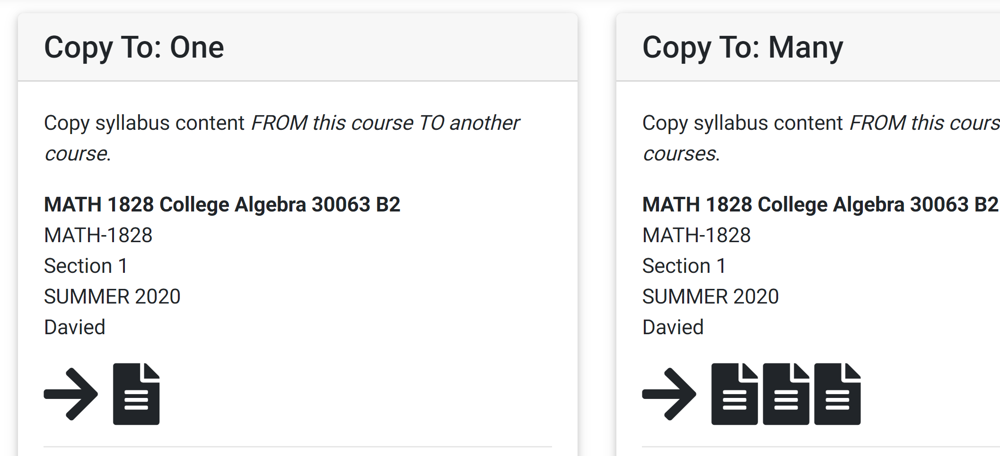 Copy To: One
Copy syllabus content FROM this course TO another
course.
MATH 1828 College Algebra 30063 B2
MATH-1828
Section 1
SUMMER 2020
Davied
Copy To: Many
Copy syllabus content FROM this cours
courses.
MATH 1828 College Algebra 30063 B2
MATH-1828
Section 1
SUMMER 2020
Davied